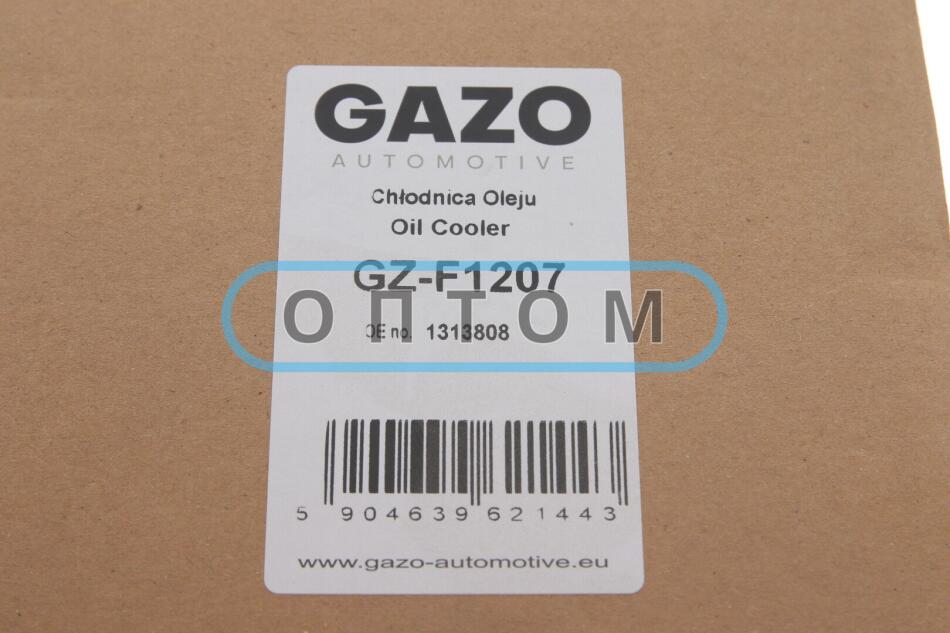 GAZO
AUTOMOTIVE
Chłodnica Oleju
Oil Cooler
GZ-F1207
ОПТОМ
OE no. 1313808
5 904639 621443
www.gazo-automotive.eu